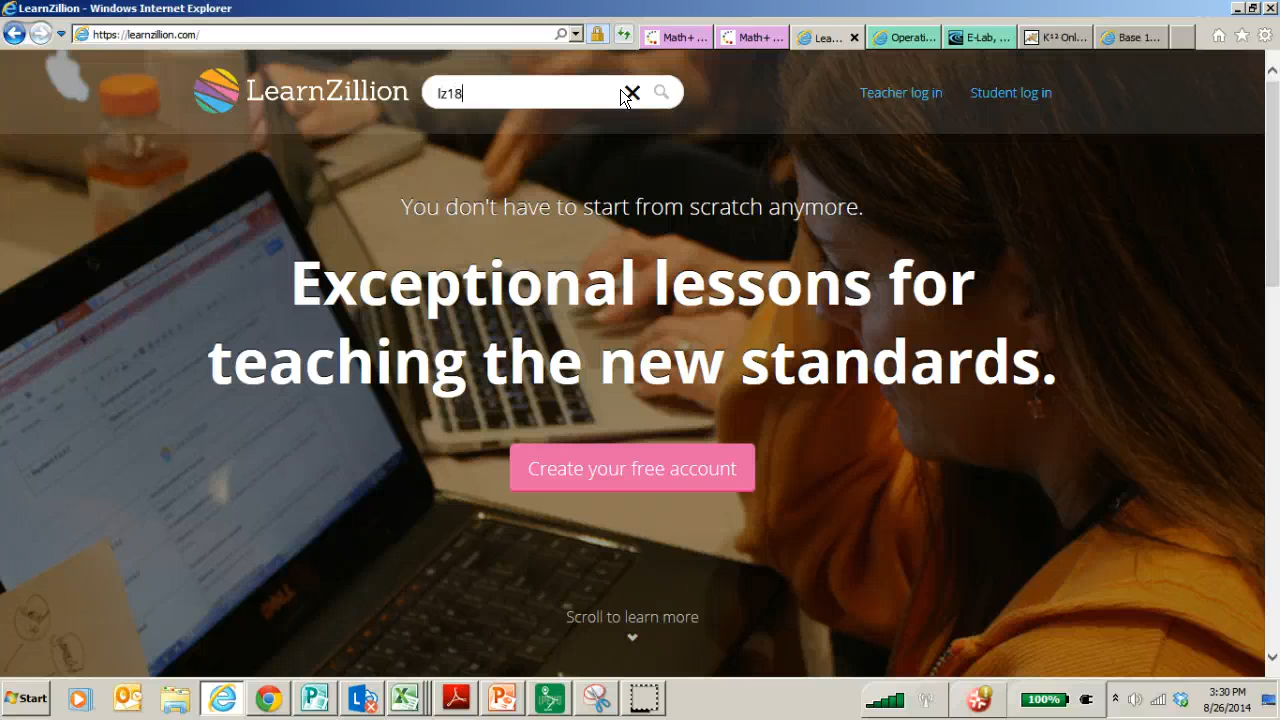 LearnZillion - Windows Internet Explorer
https://learnzillion.com/
Math+ ...
Math+ ...
Lea...
Operati...
E-Lab, ...
K¹² Onl...
Base 1...
LearnZillion
lz18
Teacher log in
Student log in
You don't have to start from scratch anymore.
Exceptional lessons for
teaching the new standards.
Create your free account
Scroll to learn more
DELL
Start
100%
3:30 PM
8/26/2014